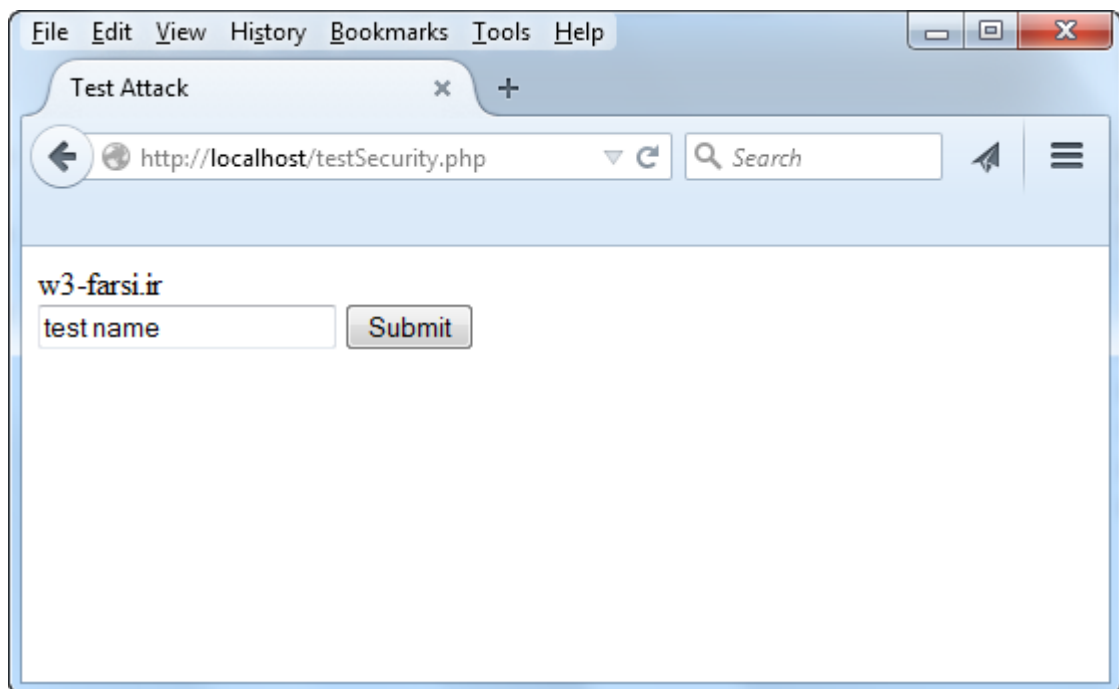 File Edit View History Bookmarks Tools Help
Test Attack
http://localhost/testSecurity.php Search
w3-farsi.ir
test name Submit